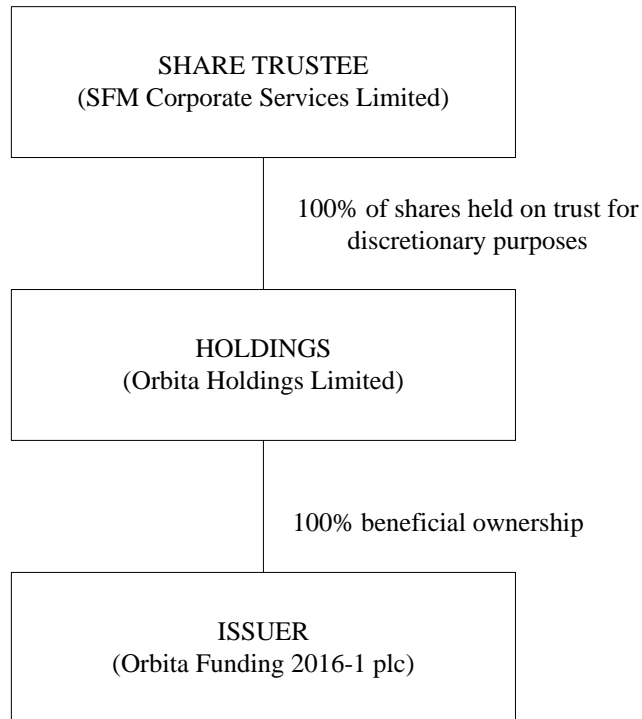 SHARE TRUSTEE
(SFM Corporate Services Limited)
100% of shares held on trust for
discretionary purposes
HOLDINGS
(Orbita Holdings Limited)
100% beneficial ownership
ISSUER
(Orbita Funding 2016-1 plc)